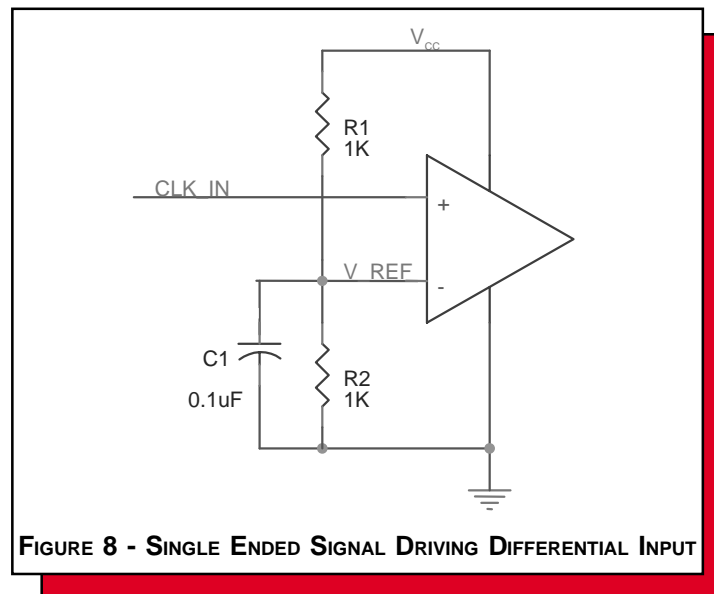 Vcc
R1
1K
CLK_IN
+
V_REF
-
C1
0.1uF
R2
1K
FIGURE 8 - SINGLE ENDED SIGNAL DRIVING DIFFERENTIAL INPUT